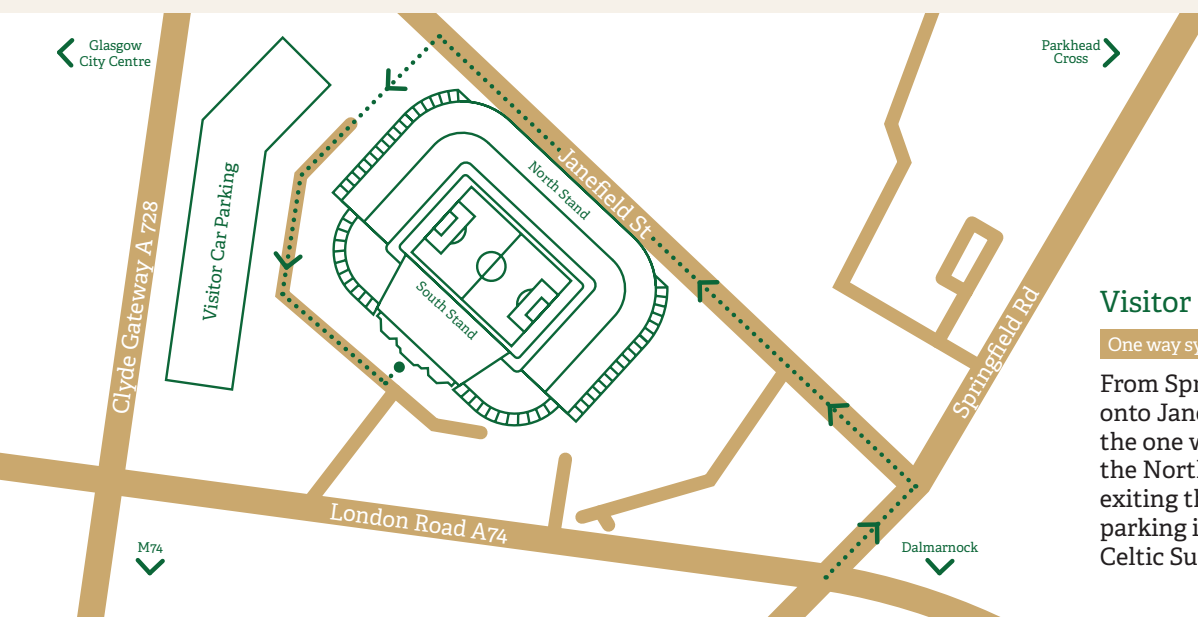 Glasgow
City Centre
Parkhead
Cross
Janefield St
North Stand
Visitor Car Parking
Clyde Gateway A 728
South Stand
Springfield Rd
London Road A74
M74
Dalmarnock
Visitor
One way sy
From Spr
onto Jane
the one w
the North
exiting th
parking i
Celtic Su